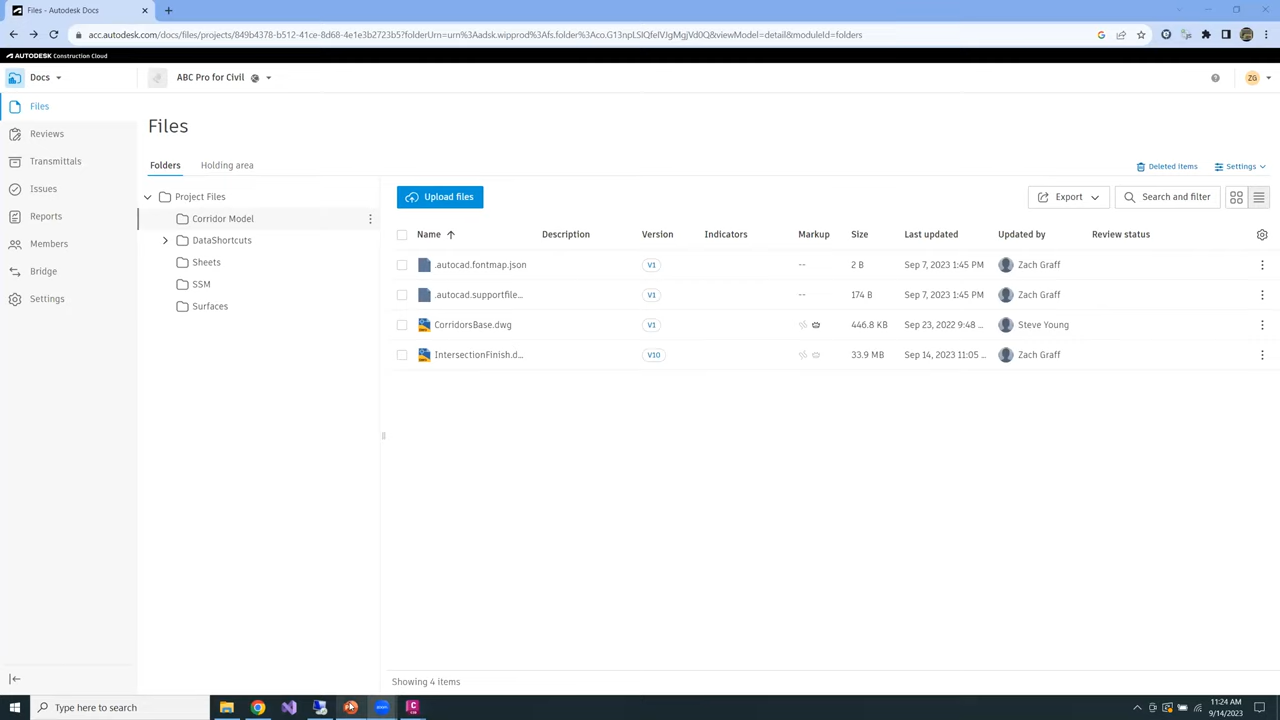 Files - Autodesk Docs
acc.autodesk.com/docs/files/projects/849b4378-b512-41ce-8d68-4e1e3b2723b5?folderUrn=urn%3Aadsk.wipprod%3Afs.folder%3Aco.G13npLSlQfeIVJgMgjVd0Q&viewModel=detail&moduleId=folders
AUTODESK Construction Cloud
Docs
ABC Pro for Civil
ZG
Files
Reviews
Transmittals
Issues
Reports
Members
Bridge
Settings
Files
Folders Holding area
Deleted items Settings
Project Files
Corridor Model
DataShortcuts
Sheets
SSM
Surfaces
Upload files
Export Search and filter
Name Description Version Indicators Markup Size Last updated Updated by Review status
.autocad.fontmap.json V1 -- 2 B Sep 7, 2023 1:45 PM Zach Graff
.autocad.supportfile... V1 -- 174 B Sep 7, 2023 1:45 PM Zach Graff
CorridorsBase.dwg V1 446.8 KB Sep 23, 2022 9:48 ... Steve Young
IntersectionFinish.d... V10 33.9 MB Sep 14, 2023 11:05 ... Zach Graff
Showing 4 items
Type here to search
11:24 AM
9/14/2023